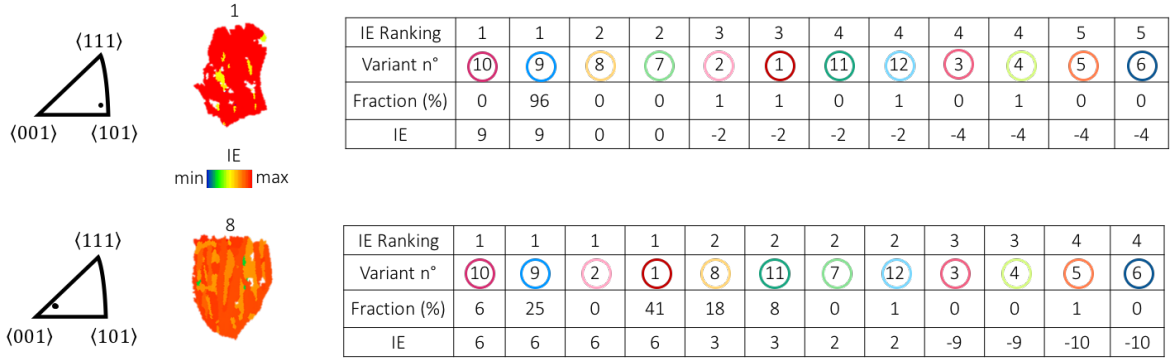 1
⟨111⟩
⟨001⟩ ⟨101⟩
IE
min max
IE Ranking 1 1 2 2 3 3 4 4 4 4 5 5
Variant n° 10 9 8 7 2 1 11 12 3 4 5 6
Fraction (%) 0 96 0 0 1 1 0 1 0 1 0 0
IE 9 9 0 0 -2 -2 -2 -2 -4 -4 -4 -4
8
⟨111⟩
⟨001⟩ ⟨101⟩
IE Ranking 1 1 1 1 2 2 2 2 3 3 4 4
Variant n° 10 9 2 1 8 11 7 12 3 4 5 6
Fraction (%) 6 25 0 41 18 8 0 1 0 0 1 0
IE 6 6 6 6 3 3 2 2 -9 -9 -10 -10